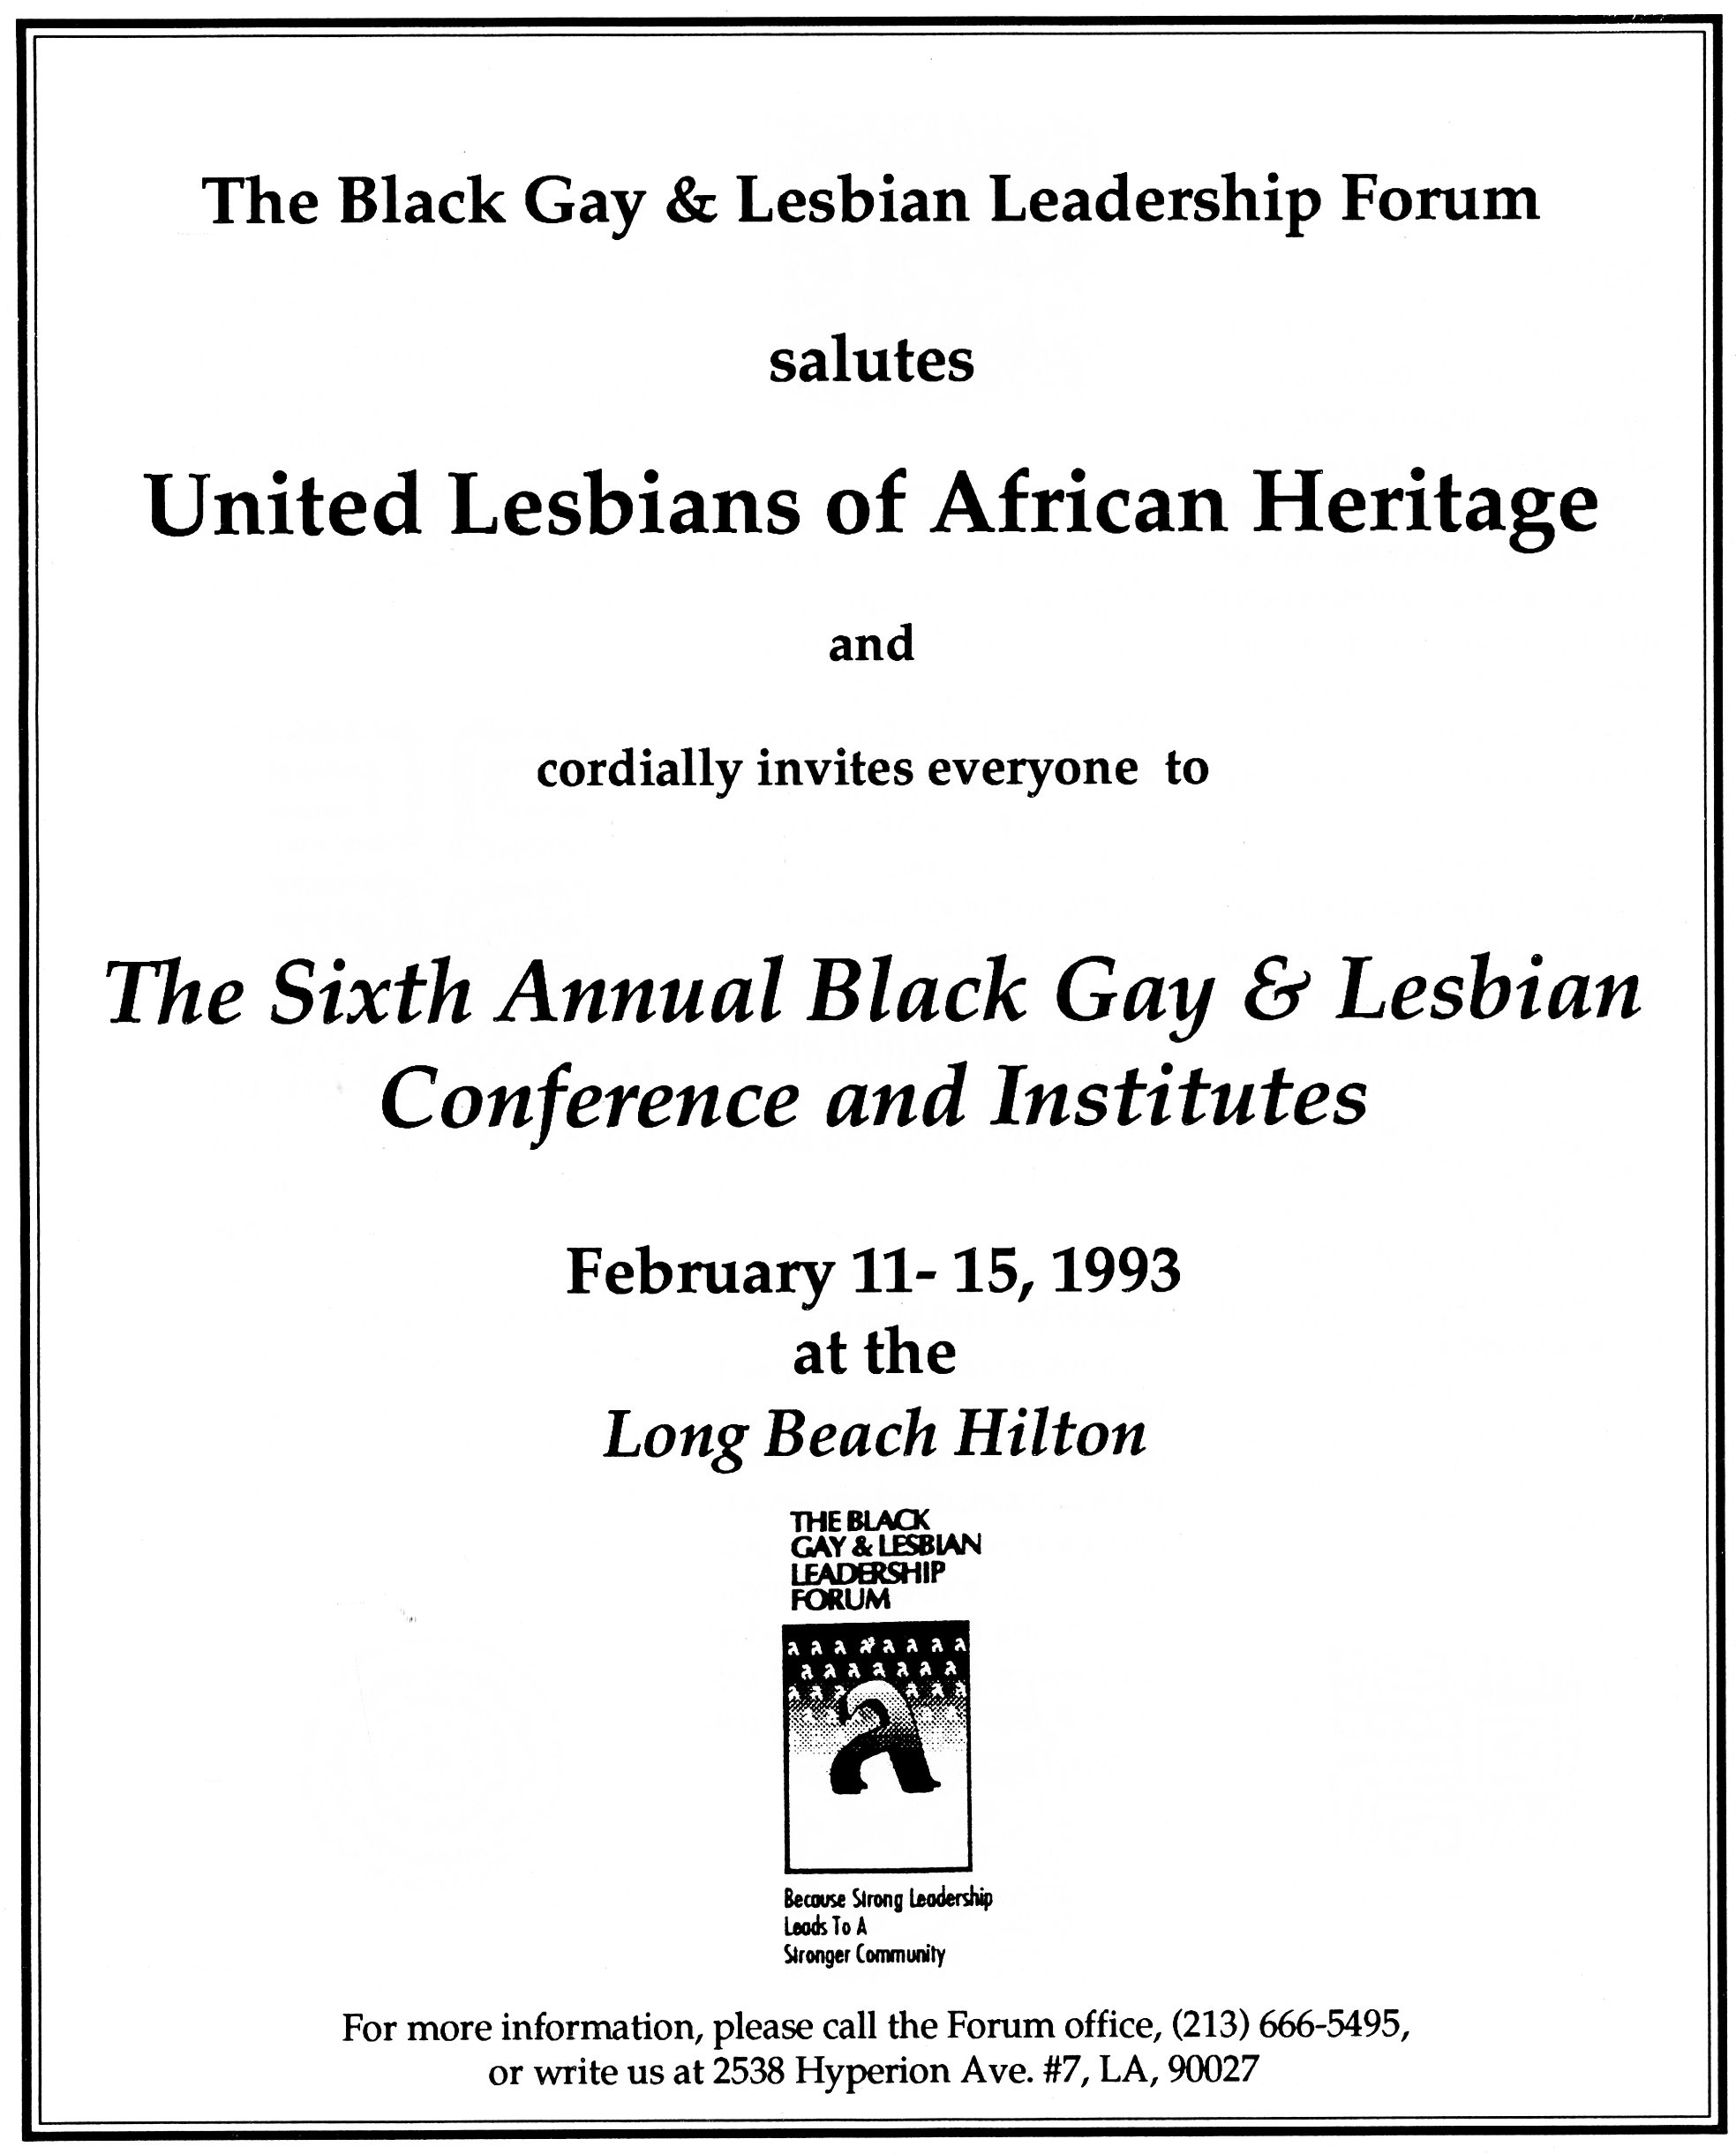 The Black Gay & Lesbian Leadership Forum
salutes
United Lesbians of African Heritage
and
cordially invites everyone to
The Sixth Annual Black Gay & Lesbian
Conference and Institutes
February 11- 15, 1993
at the
Long Beach Hilton
THE BLACK
GAY & LESBIAN
LEADERSHIP
FORUM
a a a a a a a a
a a a a a a a
a a a a a a
a
Because Strong Leadership
Leads To A
Stronger Community
For more information, please call the Forum office, (213) 666-5495,
or write us at 2538 Hyperion Ave. #7, LA, 90027